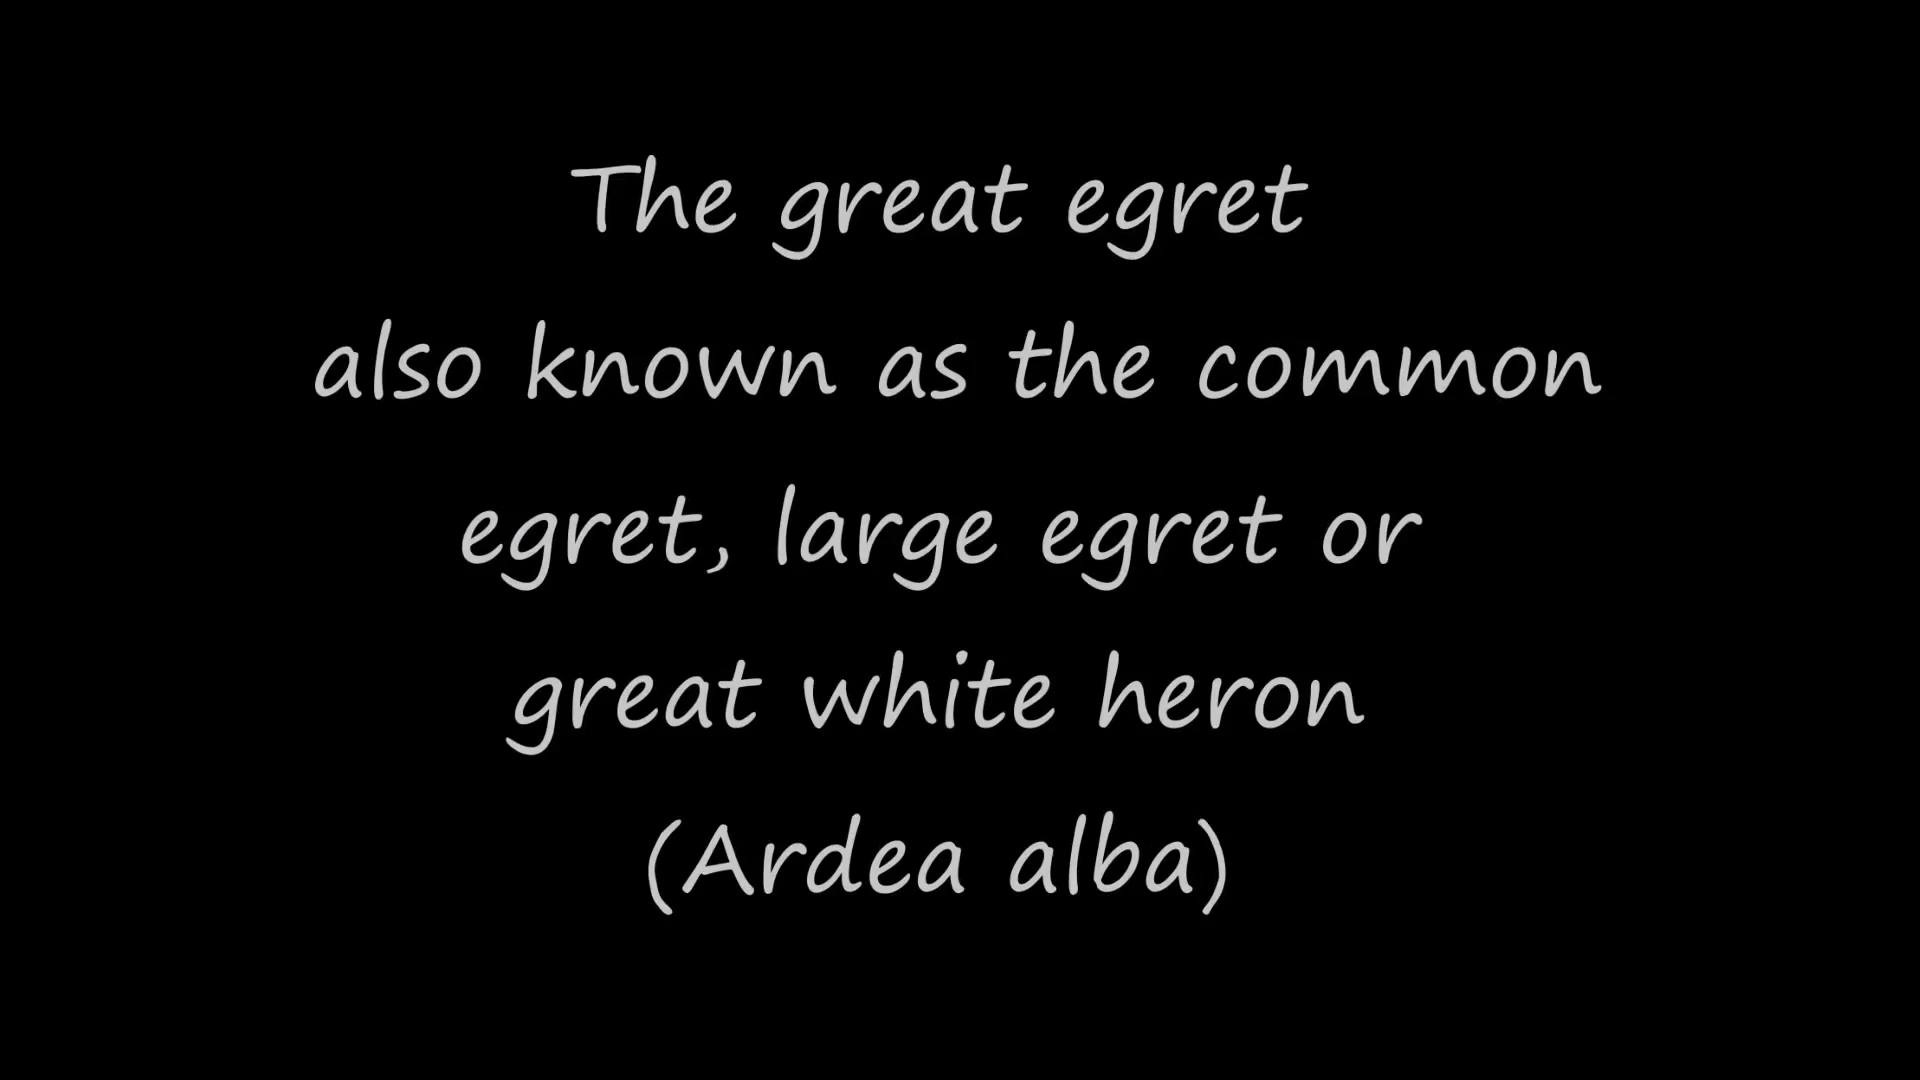 The great egret
also known as the common
egret, large egret or
great white heron
(Ardea alba)